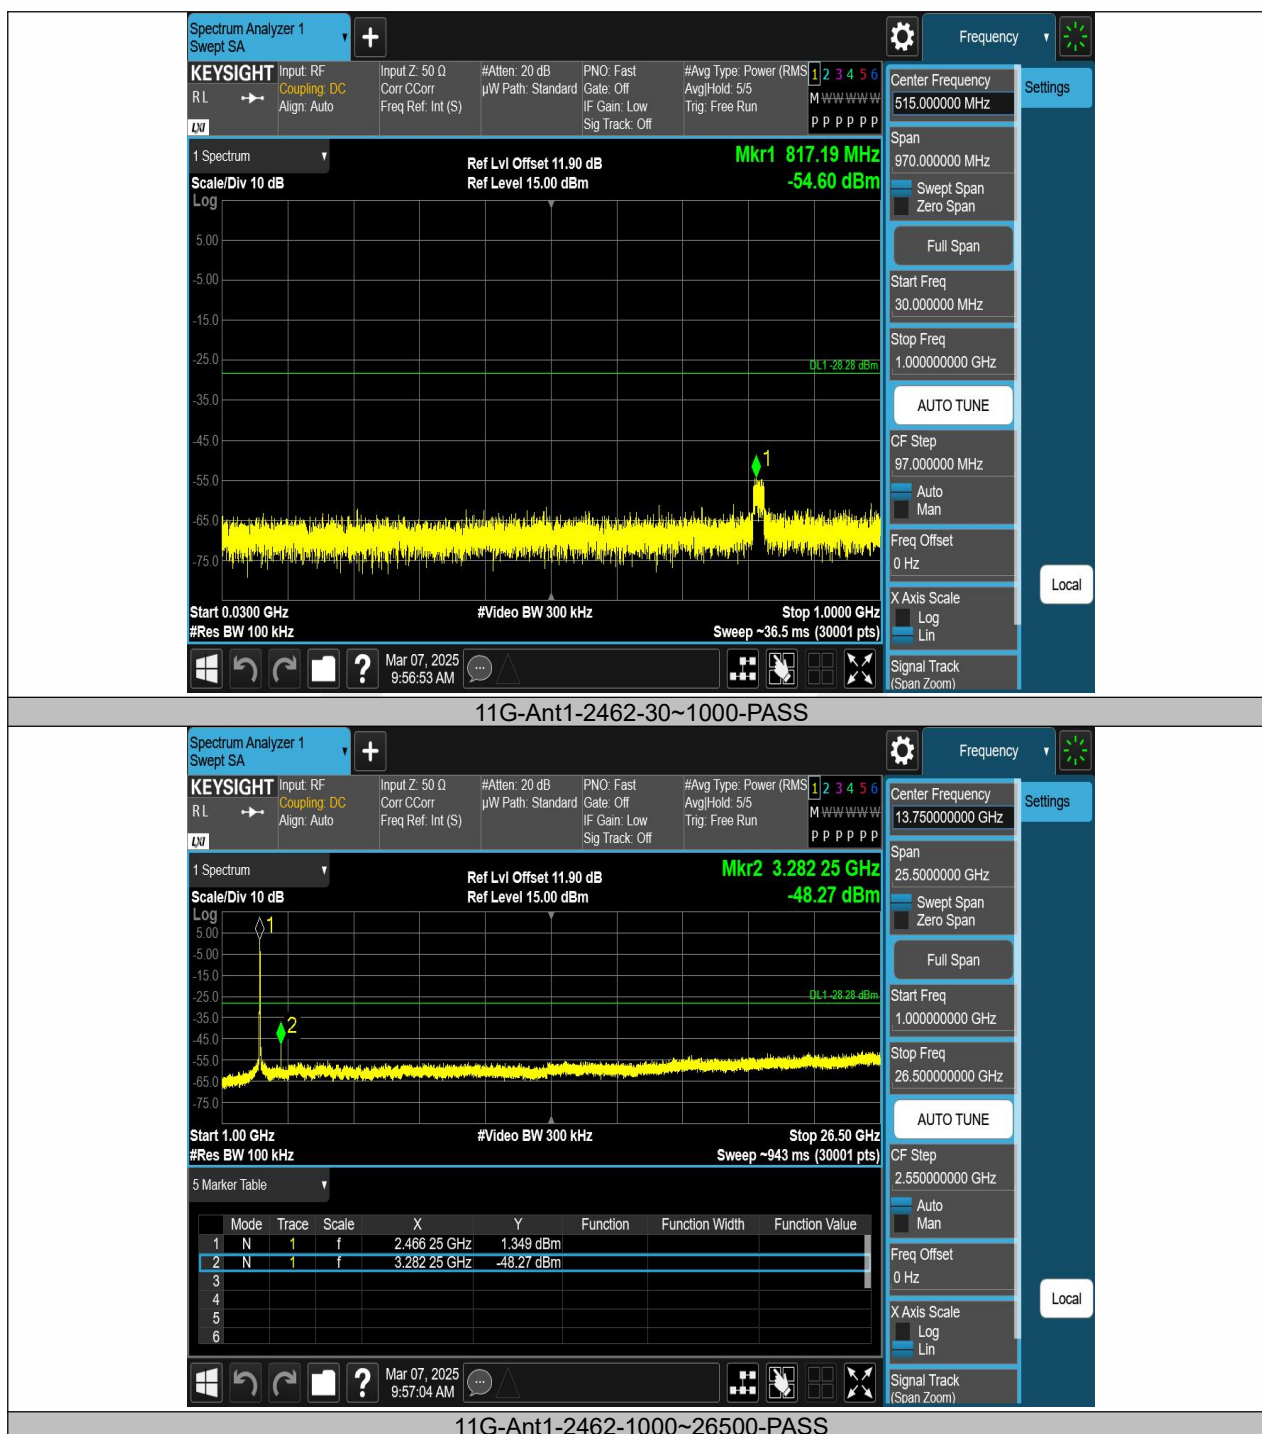 Spectrum Analyzer 1
Swept SA
Frequency
KEYSIGHT
RL
LXI
Input: RF
Coupling: DC
Align: Auto
Input Z: 50 Ω
Corr CCorr
Freq Ref: Int (S)
#Atten: 20 dB
µW Path: Standard
PNO: Fast
Gate: Off
IF Gain: Low
Sig Track: Off
#Avg Type: Power (RMS
Avg|Hold: 5/5
Trig: Free Run
1 2 3 4 5 6
M W W W W W
P P P P P P
1 Spectrum
Scale/Div 10 dB
Log
Ref Lvl Offset 11.90 dB
Ref Level 15.00 dBm
Mkr1 817.19 MHz
-54.60 dBm
5.00
-5.00
-15.0
-25.0
-35.0
-45.0
-55.0
-65.0
-75.0
DL1 -28.28 dBm
1
Start 0.0300 GHz
#Res BW 100 kHz
#Video BW 300 kHz
Stop 1.0000 GHz
Sweep ~36.5 ms (30001 pts)
Mar 07, 2025
9:56:53 AM
Center Frequency
515.000000 MHz
Span
970.000000 MHz
Swept Span
Zero Span
Full Span
Start Freq
30.000000 MHz
Stop Freq
1.000000000 GHz
AUTO TUNE
CF Step
97.000000 MHz
Auto
Man
Freq Offset
0 Hz
X Axis Scale
Log
Lin
Signal Track
(Span Zoom)
Settings
Local
11G-Ant1-2462-30~1000-PASS
Spectrum Analyzer 1
Swept SA
Frequency
KEYSIGHT
RL
LXI
Input: RF
Coupling: DC
Align: Auto
Input Z: 50 Ω
Corr CCorr
Freq Ref: Int (S)
#Atten: 20 dB
µW Path: Standard
PNO: Fast
Gate: Off
IF Gain: Low
Sig Track: Off
#Avg Type: Power (RMS
Avg|Hold: 5/5
Trig: Free Run
1 2 3 4 5 6
M W W W W W
P P P P P P
1 Spectrum
Scale/Div 10 dB
Log
Ref Lvl Offset 11.90 dB
Ref Level 15.00 dBm
Mkr2 3.282 25 GHz
-48.27 dBm
5.00
-5.00
-15.0
-25.0
-35.0
-45.0
-55.0
-65.0
-75.0
1
2
DL1 -28.28 dBm
Start 1.00 GHz
#Res BW 100 kHz
#Video BW 300 kHz
Stop 26.50 GHz
Sweep ~943 ms (30001 pts)
5 Marker Table
Mode Trace Scale X Y Function Function Width Function Value
1 N 1 f 2.466 25 GHz 1.349 dBm
2 N 1 f 3.282 25 GHz -48.27 dBm
3
4
5
6
Mar 07, 2025
9:57:04 AM
Center Frequency
13.750000000 GHz
Span
25.5000000 GHz
Swept Span
Zero Span
Full Span
Start Freq
1.000000000 GHz
Stop Freq
26.500000000 GHz
AUTO TUNE
CF Step
2.550000000 GHz
Auto
Man
Freq Offset
0 Hz
X Axis Scale
Log
Lin
Signal Track
(Span Zoom)
Settings
Local
11G-Ant1-2462-1000~26500-PASS